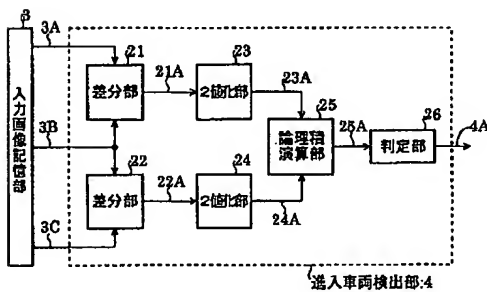 3
入力画像記憶部
3A
3B
3C
21
差分部
21A
23
2値化部
23A
25
論理積
演算部
25A
26
判定部
4A
22
差分部
22A
24
2値化部
24A
進入車両検出部:4